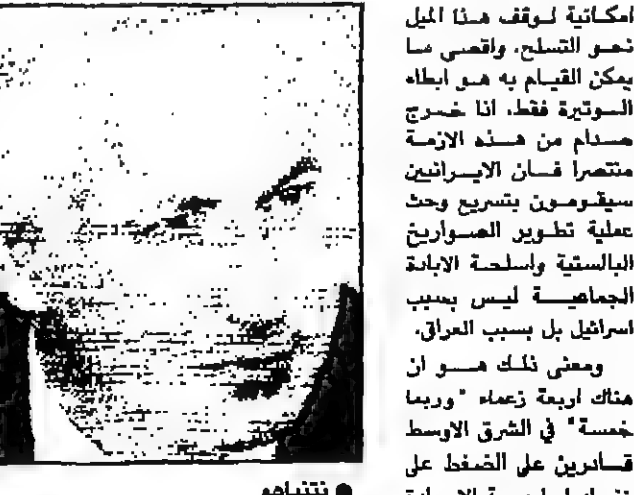 امكانية لوقف هذا الميل
نحو التسلح. واقصى ما
يمكن القيام به هو ابطاء
الوتيرة فقط. اذا خرج
صدام من هذه الازمة
منتصرا فان الايرانيين
سيقومون بتسريع وحث
عملية تطوير الصواريخ
البالستية واسلحة الابادة
الجماعية ليس بسبب
اسرائيل بل بسبب العراق.
ومعنى ذلك هو ان
هناك اربعة زعماء "وربما
خمسة" في الشرق الاوسط
قادرين على الضغط على
● نتنياهو